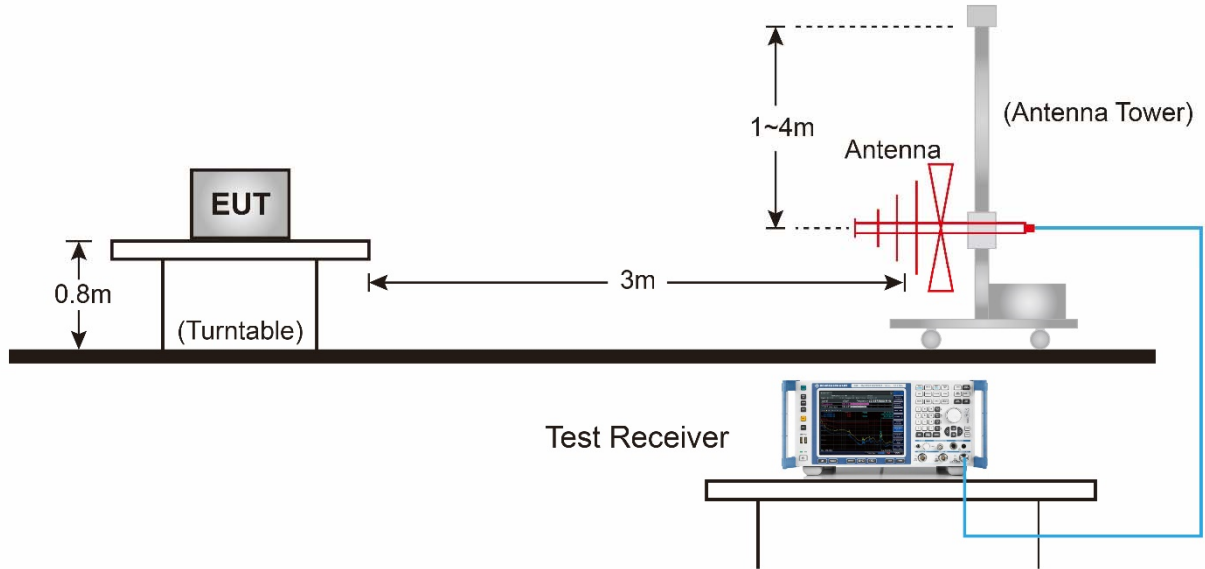 1~4m
(Antenna Tower)
Antenna
EUT
3m
0.8m
(Turntable)
Test Receiver